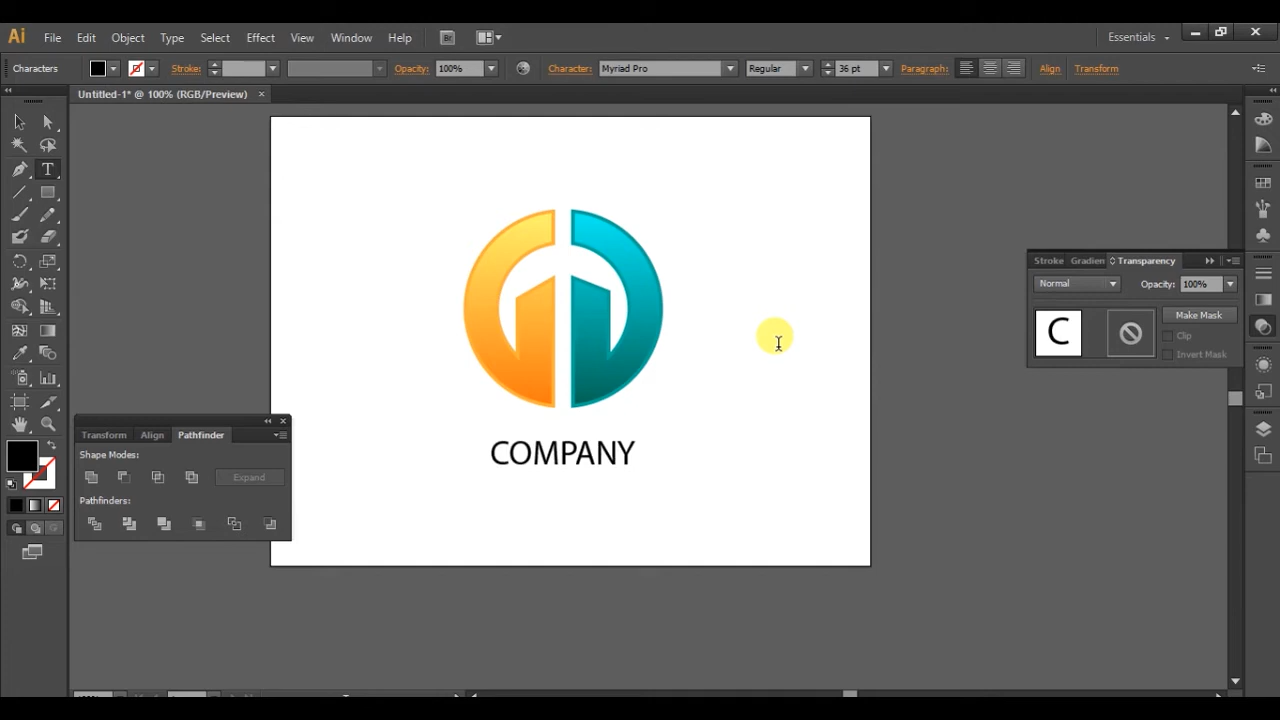 Ai File Edit Object Type Select Effect View Window Help Br Essentials
Characters Stroke: Opacity: 100% Character: Myriad Pro Regular 36 pt Paragraph: Align Transform
Untitled-1* @ 100% (RGB/Preview)
Stroke Gradien Transparency
Normal Opacity: 100%
C Make Mask
Clip
Invert Mask
Transform Align Pathfinder
Shape Modes:
Expand
Pathfinders:
COMPANY